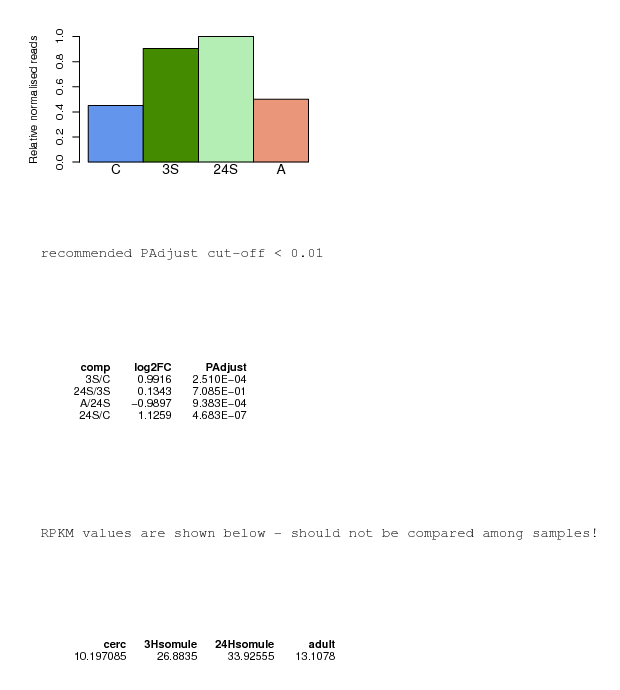 Relative normalised reads
1.0
0.8
0.6
0.4
0.2
0.0
C 3S 24S A
recommended PAdjust cut-off < 0.01
comp log2FC PAdjust
3S/C 0.9916 2.510E−04
24S/3S 0.1343 7.085E−01
A/24S −0.9897 9.383E−04
24S/C 1.1259 4.683E−07
RPKM values are shown below - should not be compared among samples!
cerc 3Hsomule 24Hsomule adult
10.197085 26.8835 33.92555 13.1078